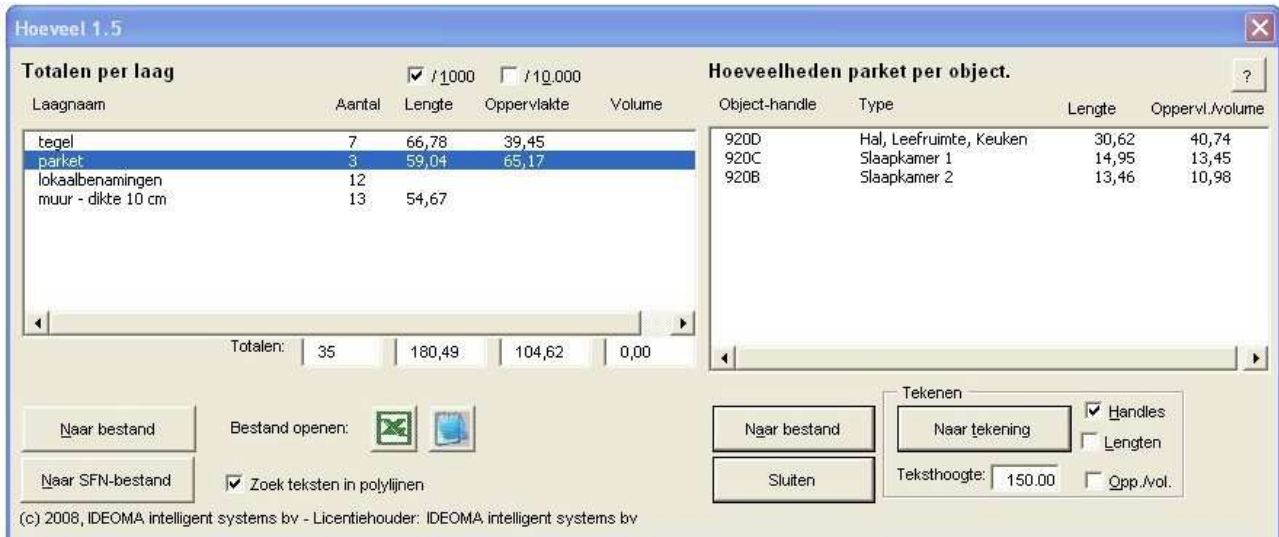 Hoeveel 1.5
Totalen per laag
/1000
/10.000
Laagnaam Aantal Lengte Oppervlakte Volume
tegel 7 66,78 39,45
parket 3 59,04 65,17
lokaalbenamingen 12
muur - dikte 10 cm 13 54,67
Totalen: 35 180,49 104,62 0,00
Naar bestand
Bestand openen:
Naar SFN-bestand
Zoek teksten in polylijnen
(c) 2008, IDEOMA intelligent systems bv - Licentiehouder: IDEOMA intelligent systems bv
Hoeveelheden parket per object.
?
Object-handle Type Lengte Oppervl./volume
920D Hal, Leefruimte, Keuken 30,62 40,74
920C Slaapkamer 1 14,95 13,45
920B Slaapkamer 2 13,46 10,98
Naar bestand
Sluiten
Tekenen
Naar tekening
Handles
Lengten
Teksthoogte: 150.00
Opp./vol.